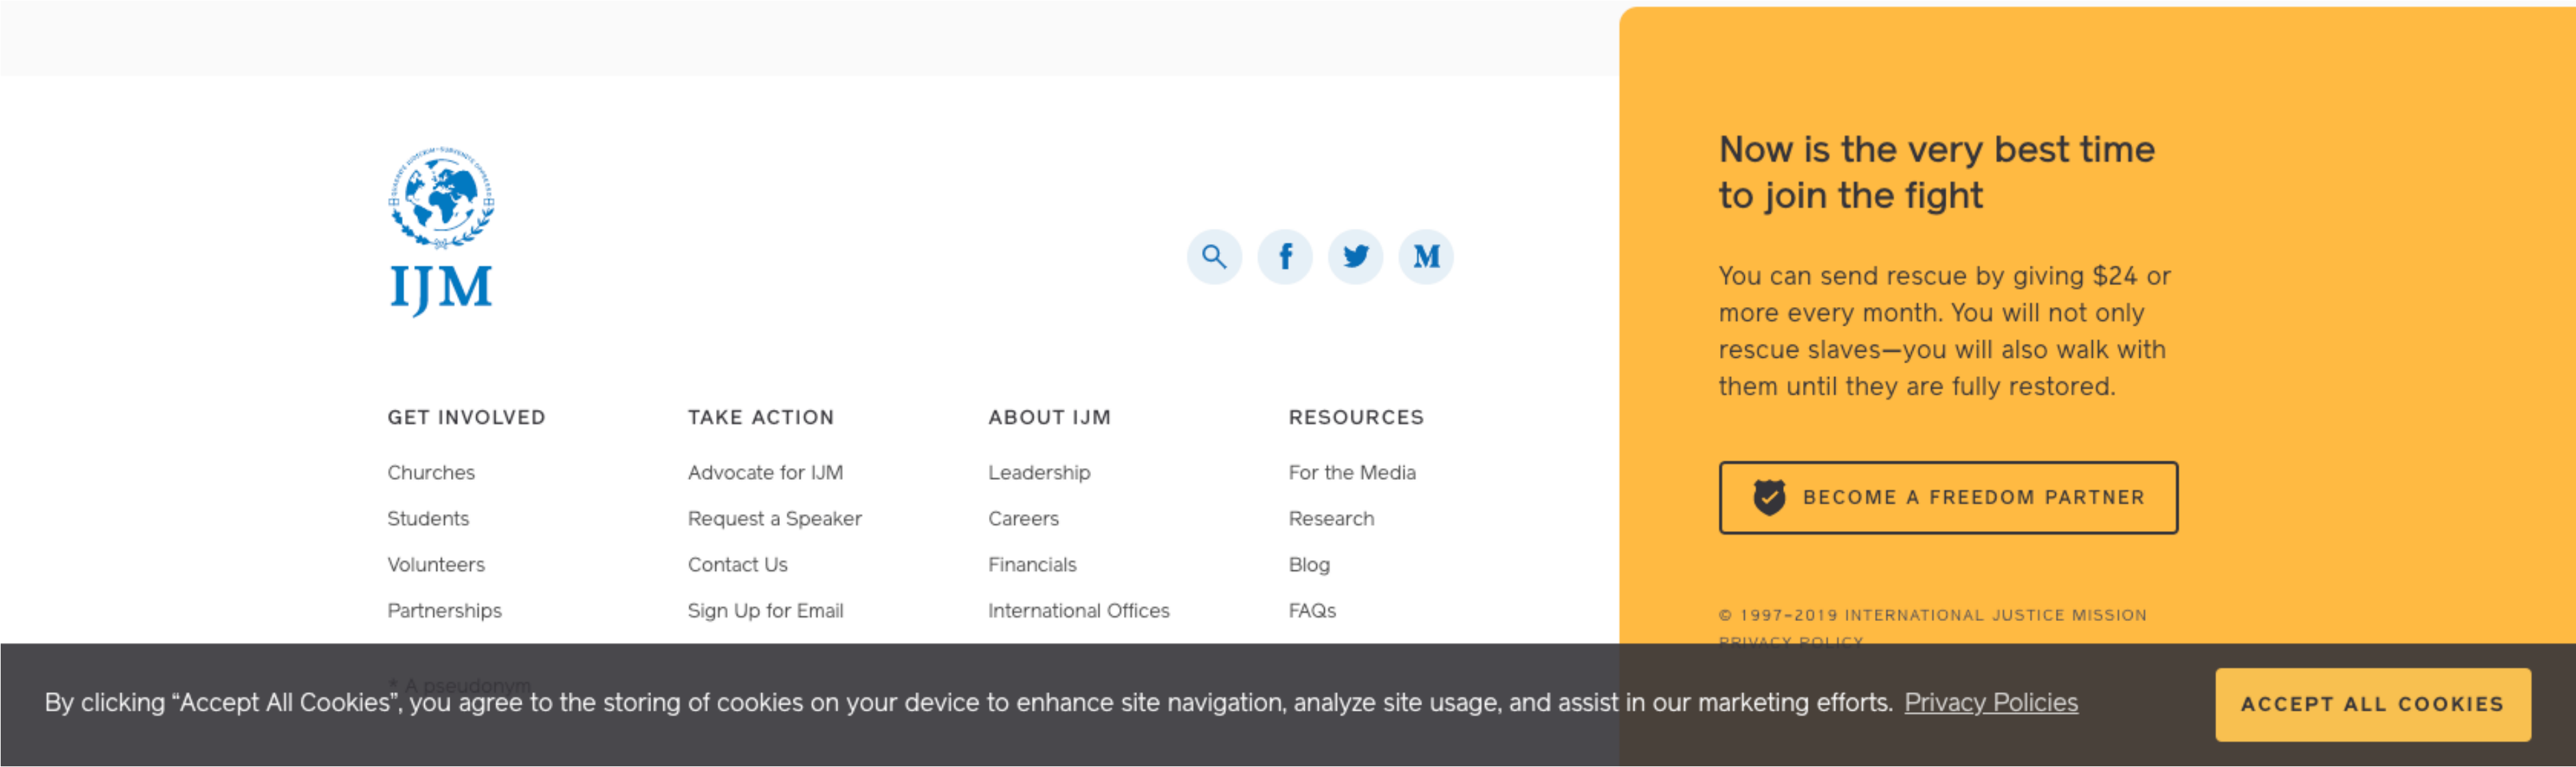 IJM
GET INVOLVED
Churches
Students
Volunteers
Partnerships
TAKE ACTION
Advocate for IJM
Request a Speaker
Contact Us
Sign Up for Email
ABOUT IJM
Leadership
Careers
Financials
International Offices
RESOURCES
For the Media
Research
Blog
FAQs
* A pseudonym
Now is the very best time
to join the fight
You can send rescue by giving $24 or
more every month. You will not only
rescue slaves—you will also walk with
them until they are fully restored.
BECOME A FREEDOM PARTNER
© 1997–2019 INTERNATIONAL JUSTICE MISSION
PRIVACY POLICY
By clicking “Accept All Cookies”, you agree to the storing of cookies on your device to enhance site navigation, analyze site usage, and assist in our marketing efforts. Privacy Policies
ACCEPT ALL COOKIES